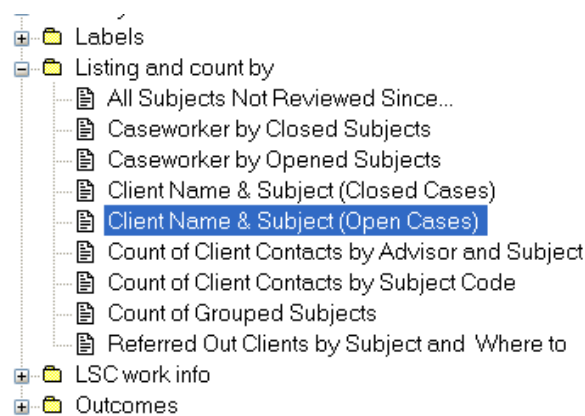 Labels
Listing and count by
All Subjects Not Reviewed Since...
Caseworker by Closed Subjects
Caseworker by Opened Subjects
Client Name & Subject (Closed Cases)
Client Name & Subject (Open Cases)
Count of Client Contacts by Advisor and Subject
Count of Client Contacts by Subject Code
Count of Grouped Subjects
Referred Out Clients by Subject and Where to
LSC work info
Outcomes